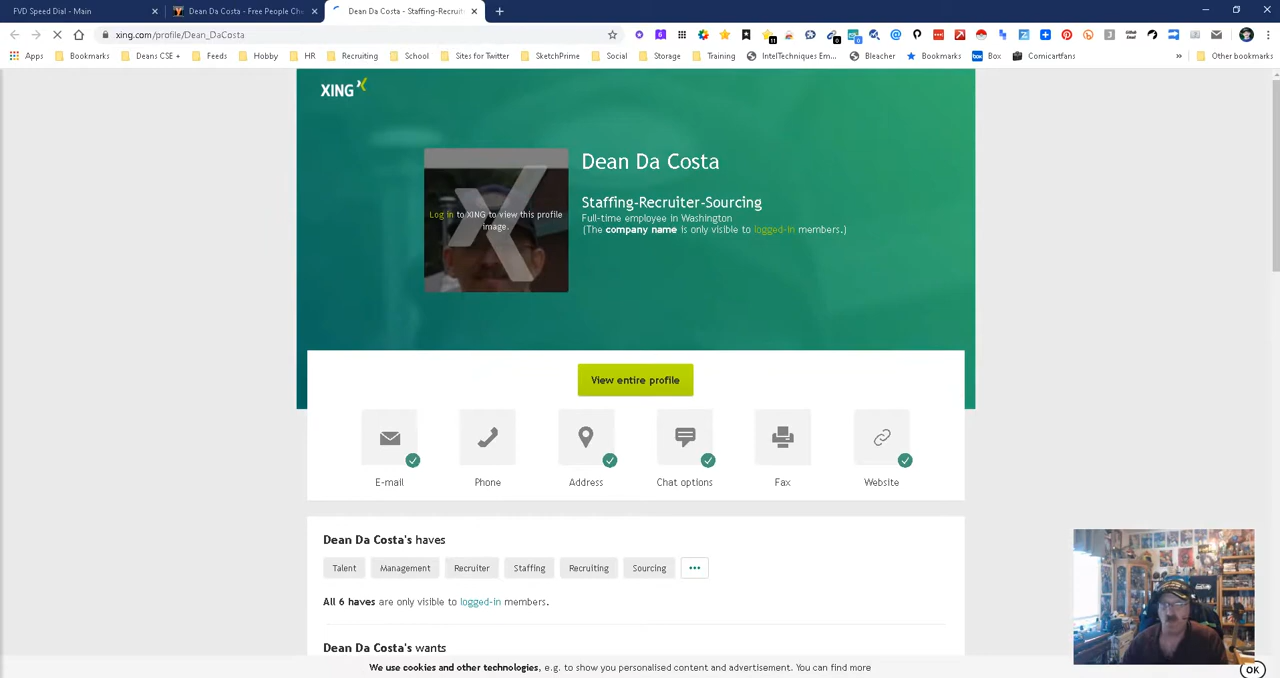 FVD Speed Dial - Main
Dean Da Costa - Free People Che
Dean Da Costa - Staffing-Recruit
xing.com/profile/Dean_DaCosta
Apps Bookmarks Deans CSE + Feeds Hobby HR Recruiting School Sites for Twitter SketchPrime Social Storage Training IntelTechniques Em... Bleacher Bookmarks Box Comicartfans » Other bookmarks
XING
Dean Da Costa
Log in to XING to view this profile
image.
Staffing-Recruiter-Sourcing
Full-time employee in Washington
(The company name is only visible to logged-in members.)
View entire profile
E-mail Phone Address Chat options Fax Website
Dean Da Costa's haves
Talent Management Recruiter Staffing Recruiting Sourcing
All 6 haves are only visible to logged-in members.
Dean Da Costa's wants
We use cookies and other technologies, e.g. to show you personalised content and advertisement. You can find more
OK